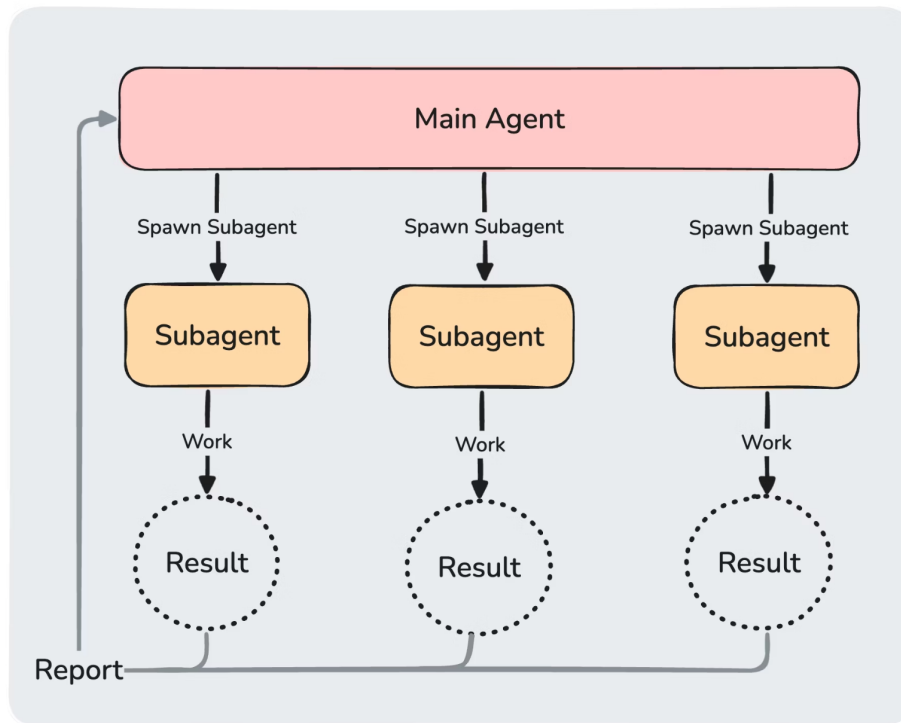 Main Agent
Spawn Subagent
Spawn Subagent
Spawn Subagent
Subagent
Subagent
Subagent
Work
Work
Work
Result
Result
Result
Report